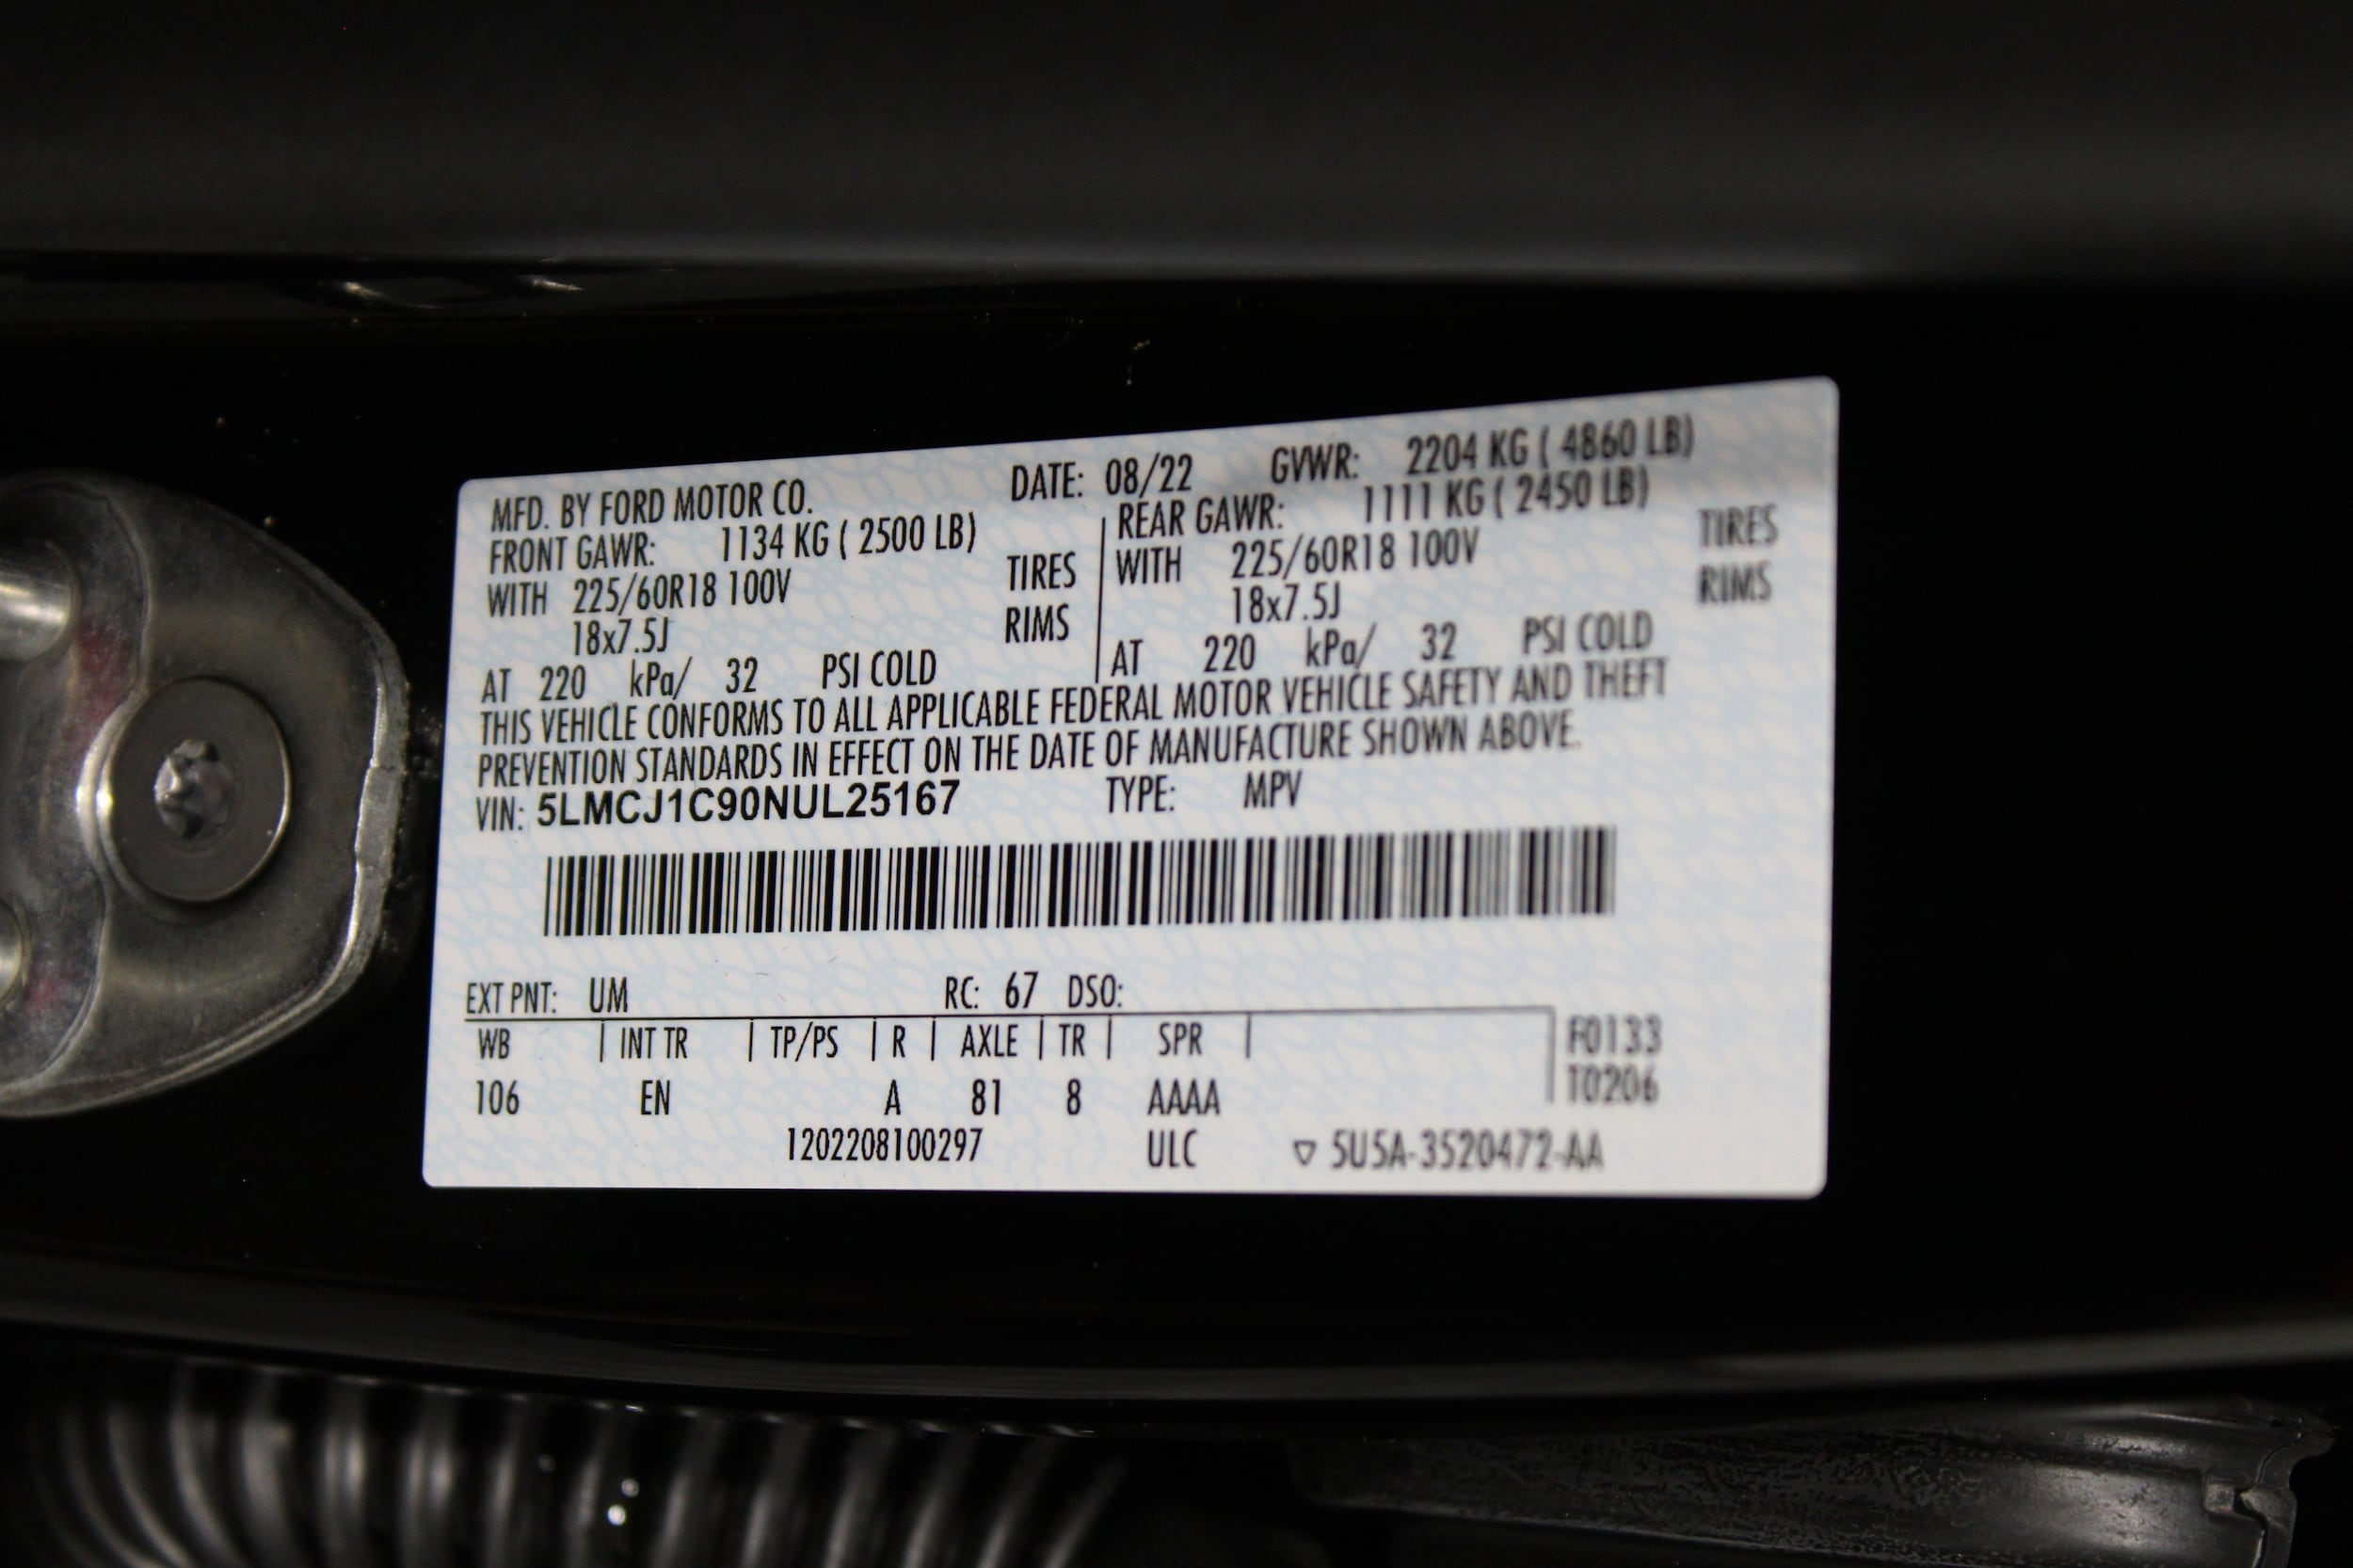 MFD. BY FORD MOTOR CO. DATE: 08/22 GVWR: 2204 KG ( 4860 LB)
FRONT GAWR: 1134 KG ( 2500 LB) REAR GAWR: 1111 KG ( 2450 LB)
WITH 225/60R18 100V TIRES WITH 225/60R18 100V TIRES
18x7.5J RIMS 18x7.5J RIMS
AT 220 kPa/ 32 PSI COLD AT 220 kPa/ 32 PSI COLD
THIS VEHICLE CONFORMS TO ALL APPLICABLE FEDERAL MOTOR VEHICLE SAFETY AND THEFT
PREVENTION STANDARDS IN EFFECT ON THE DATE OF MANUFACTURE SHOWN ABOVE.
VIN: 5LMCJ1C90NUL25167 TYPE: MPV
EXT PNT: UM RC: 67 DSO:
WB | INT TR | TP/PS | R | AXLE | TR | SPR | F0133
106 EN A 81 8 AAAA T0206
1202208100297 ULC ▽ 5U5A-3520472-AA